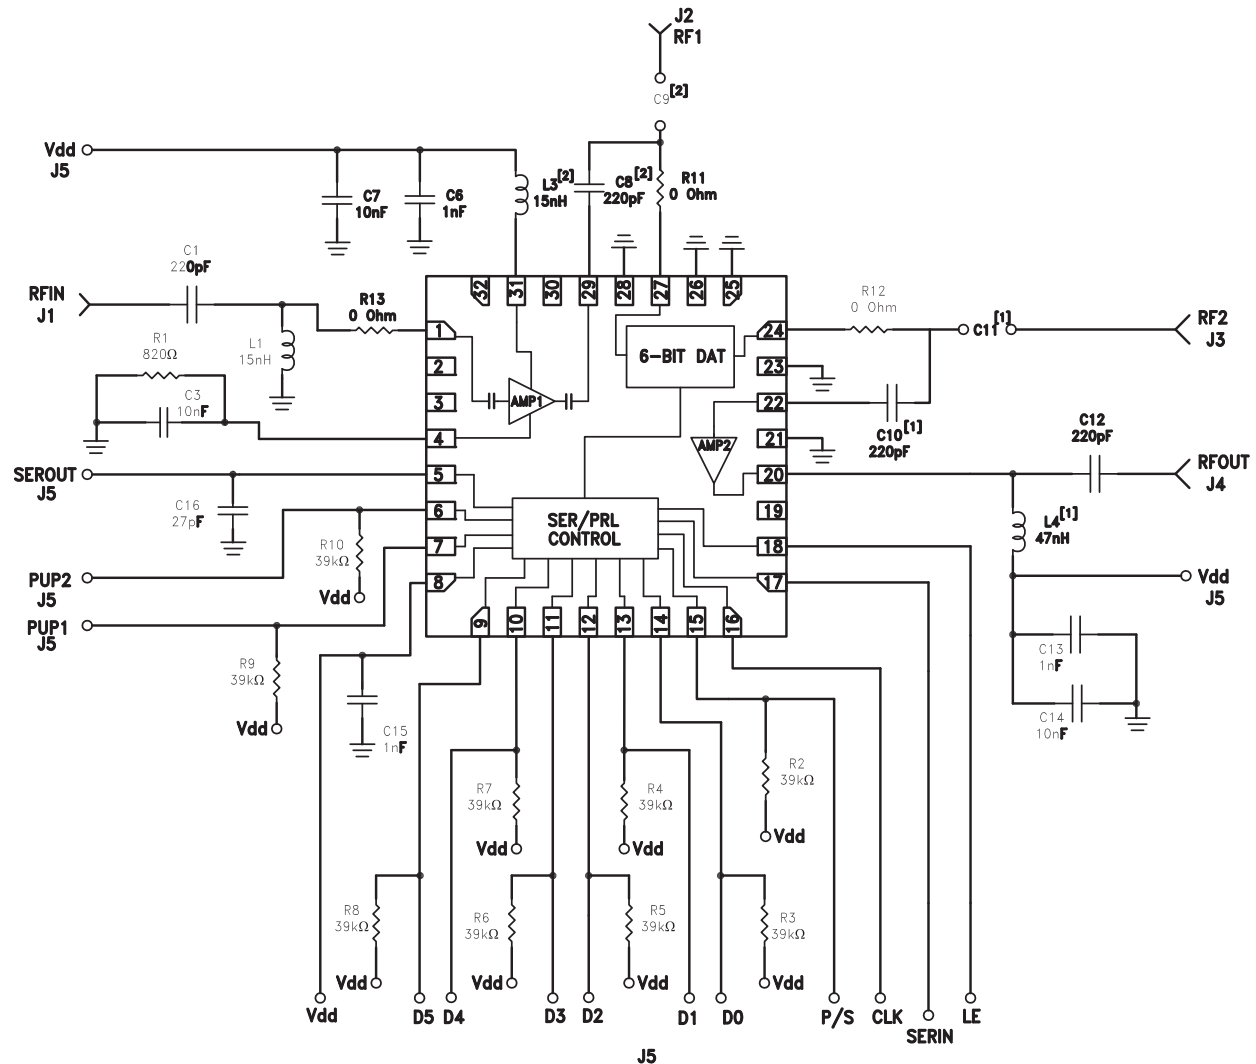 J2
RF1
C9[2]
Vdd
J5
C7
10nF
C6
1nF
L3[2]
15nH
C8[2]
220pF
R11
0 Ohm
C1
220pF
RFIN
J1
R13
0 Ohm
L1
15nH
R1
820Ω
C3
10nF
32
31
30
29
28
27
26
25
1
2
3
4
5
6
7
8
AMP1
6-BIT DAT
AMP2
SER/PRL
CONTROL
24
23
22
21
20
19
18
17
9
10
11
12
13
14
15
16
R12
0 Ohm
C11[1]
RF2
J3
C10[1]
220pF
C12
220pF
RFOUT
J4
L4[1]
47nH
Vdd
J5
C13
1nF
C14
10nF
SEROUT
J5
C16
27pF
R10
39kΩ
Vdd
PUP2
J5
PUP1
J5
R9
39kΩ
Vdd
C15
1nF
R7
39kΩ
Vdd
R4
39kΩ
Vdd
R2
39kΩ
Vdd
R8
39kΩ
Vdd
R6
39kΩ
Vdd
R5
39kΩ
Vdd
R3
39kΩ
Vdd
Vdd
D5
D4
D3
D2
D1
D0
P/S
CLK
SERIN
LE
J5